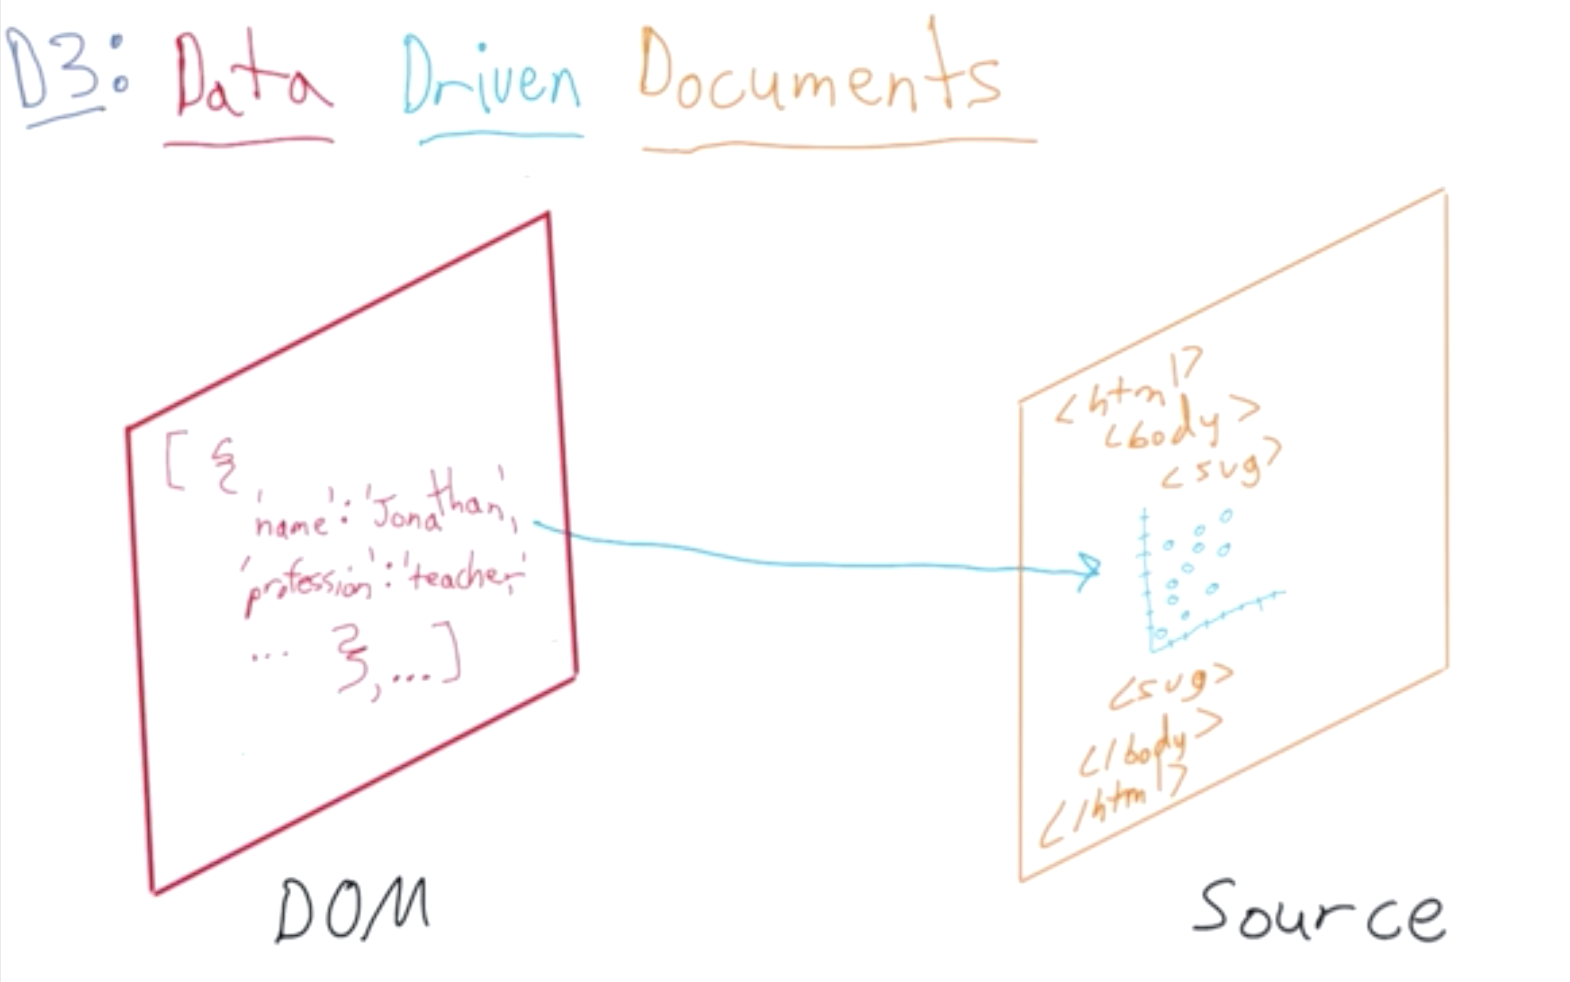 D3: Data Driven Documents
[ {
'name': 'Jonathan',
'profession': 'teacher',
... }, ... ]
<html>
<body>
<svg>
<svg>
</body>
</html>
DOM
Source